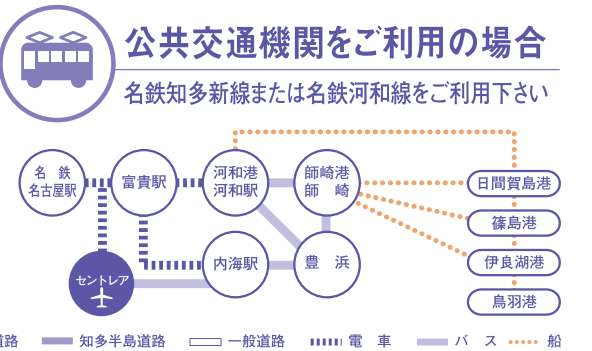 公共交通機関をご利用の場合
名鉄知多新線または名鉄河和線をご利用下さい
名 鉄
名古屋駅
富貴駅
河和港
河和駅
師崎港
師 崎
日間賀島港
篠島港
セントレア
内海駅
豊 浜
伊良湖港
鳥羽港
道路
知多半島道路
一般道路
電 車
バ ス
船